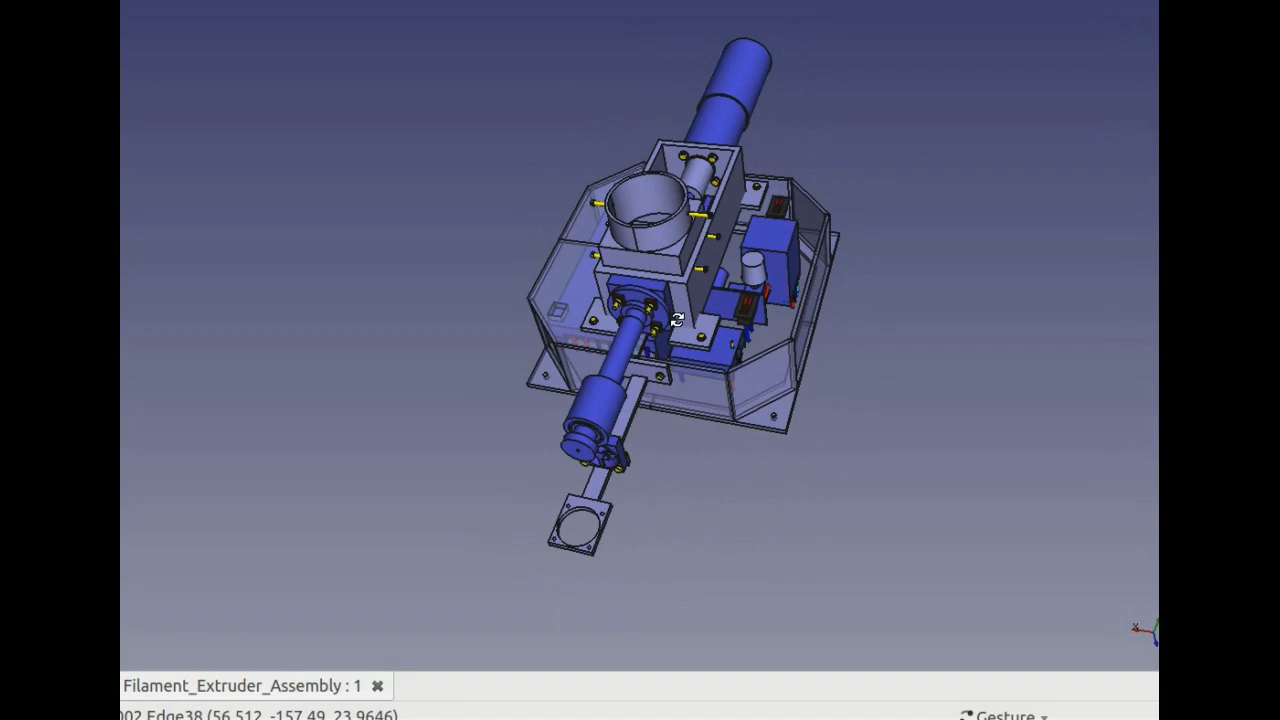 Filament_Extruder_Assembly : 1
002.Edge38 (56.512, -157.49, 23.9646)
Gesture